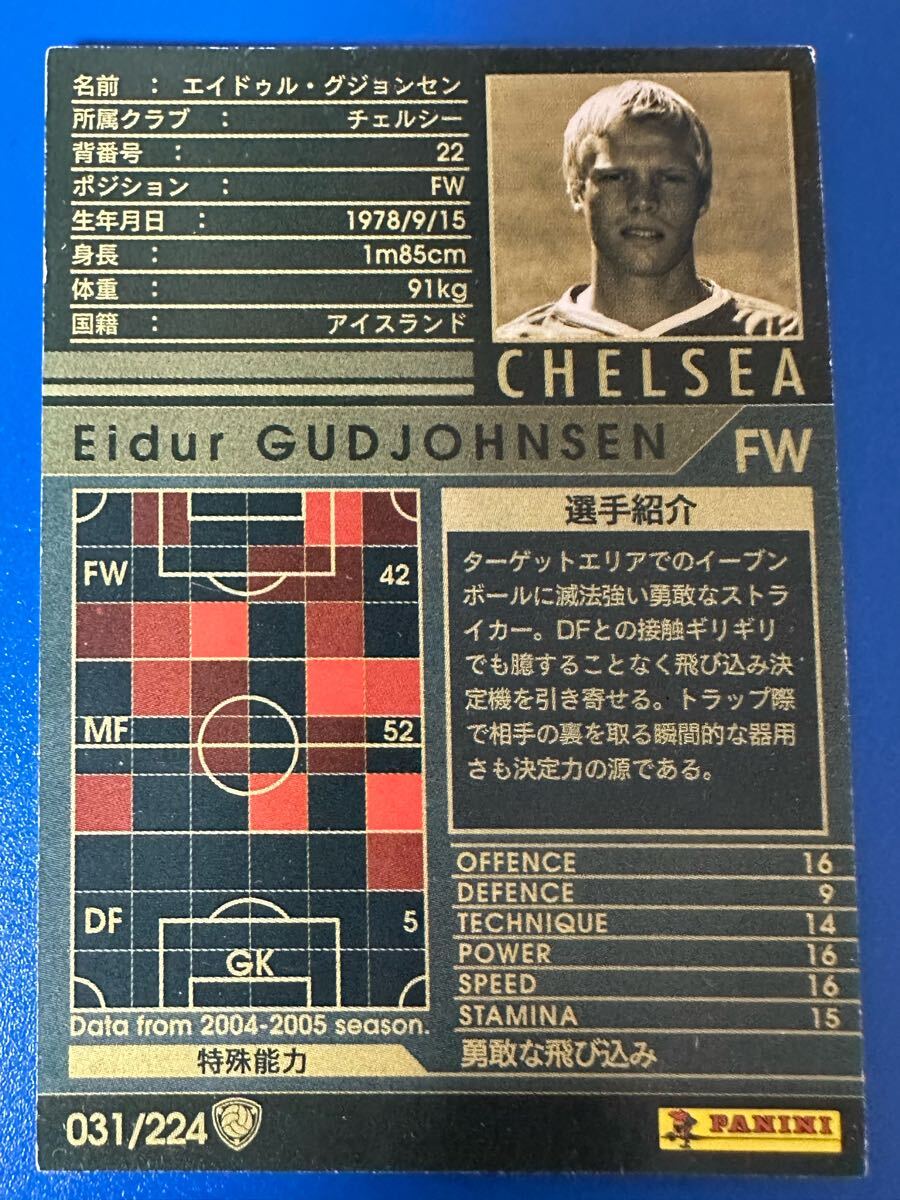 名前 : エイドゥル・グジョンセン
所属クラブ : チェルシー
背番号 : 22
ポジション : FW
生年月日 : 1978/9/15
身長 : 1m85cm
体重 : 91kg
国籍 : アイスランド
CHELSEA
Eidur GUDJOHNSEN FW
FW 42
MF 52
DF 5
GK
Data from 2004-2005 season.
選手紹介
ターゲットエリアでのイーブン
ボールに滅法強い勇敢なストラ
イカー。DFとの接触ギリギリ
でも臆することなく飛び込み決
定機を引き寄せる。トラップ際
で相手の裏を取る瞬間的な器用
さも決定力の源である。
OFFENCE 16
DEFENCE 9
TECHNIQUE 14
POWER 16
SPEED 16
STAMINA 15
特殊能力 勇敢な飛び込み
031/224
PANINI